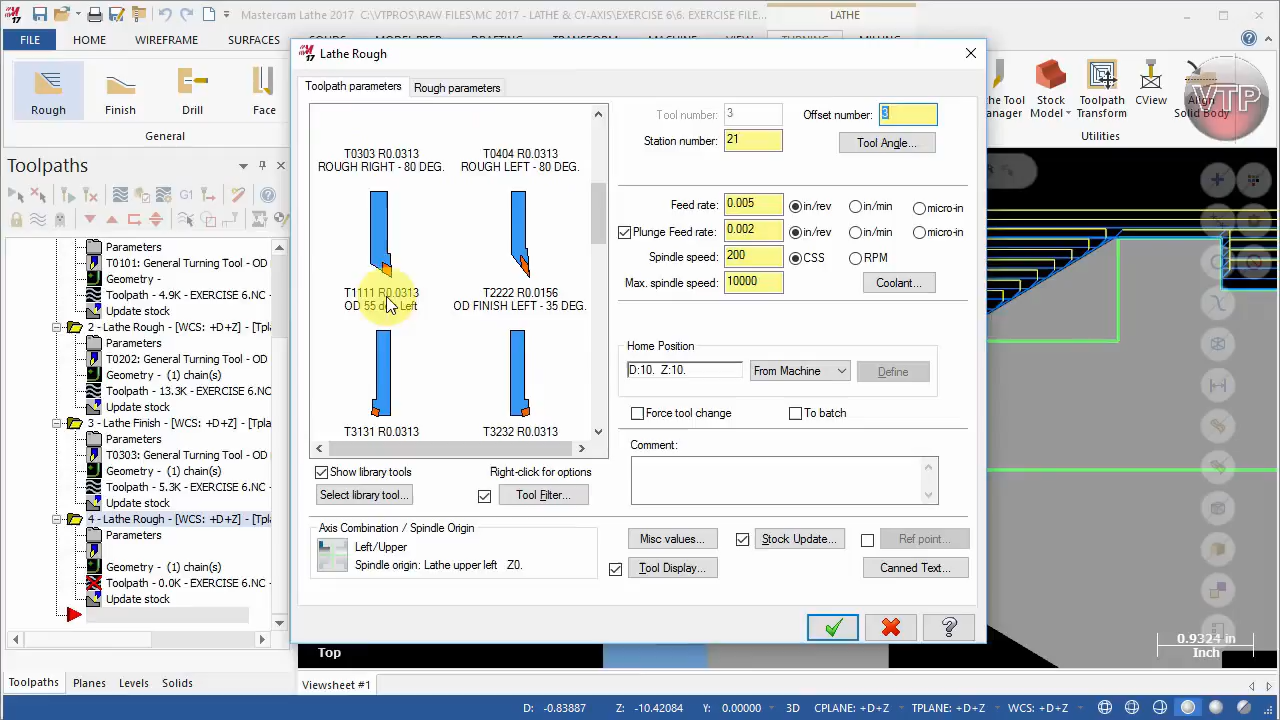 Mastercam Lathe 2017 - C:\VTPROS\RAW FILES\MC 2017 - LATHE & CY-AXIS\EXERCISE 6\6. EXERCISE FILE...
LATHE
FILE
HOME
WIREFRAME
SURFACES
MACHINE
VIEW
TURNING
MILLING
Lathe Rough
Rough
Finish
Drill
Face
General
Toolpath parameters
Rough parameters
the Tool
Manager
Stock
Model
Toolpath
Transform
CView
Align
Solid Body
Utilities
VTP
Toolpaths
Parameters
T0101: General Turning Tool - OD
Geometry -
Toolpath - 4.9K - EXERCISE 6.NC -
Update stock
2 - Lathe Rough - [WCS: +D+Z] - [Tpla
Parameters
T0202: General Turning Tool - OD
Geometry - (1) chain(s)
Toolpath - 13.3K - EXERCISE 6.NC
Update stock
3 - Lathe Finish - [WCS: +D+Z] - [Tpla
Parameters
T0303: General Turning Tool - OD
Geometry - (1) chain(s)
Toolpath - 5.3K - EXERCISE 6.NC -
Update stock
4 - Lathe Rough - [WCS: +D+Z] - [Tpla
Parameters
Geometry - (1) chain(s)
Toolpath - 0.0K - EXERCISE 6.NC -
Update stock
Toolpaths
Planes
Levels
Solids
T0303 R0.0313
ROUGH RIGHT - 80 DEG.
T0404 R0.0313
ROUGH LEFT - 80 DEG.
T1111 R0.0313
OD 55 deg Left
T2222 R0.0156
OD FINISH LEFT - 35 DEG.
T3131 R0.0313
T3232 R0.0313
Show library tools
Right-click for options
Select library tool...
Tool Filter...
Axis Combination / Spindle Origin
Left/Upper
Spindle origin: Lathe upper left Z0.
Tool number: 3
Offset number: 3
Station number: 21
Tool Angle...
Feed rate: 0.005 in/rev in/min micro-in
Plunge Feed rate: 0.002 in/rev in/min micro-in
Spindle speed: 200 CSS RPM
Max. spindle speed: 10000
Coolant...
Home Position
D:10. Z:10.
From Machine
Define
Force tool change
To batch
Comment:
Misc values...
Stock Update...
Ref point...
Tool Display...
Canned Text...
0.9324 in
Inch
Top
Viewsheet #1
D: -0.83887
Z: -10.42084
Y: 0.00000
3D
CPLANE: +D+Z
TPLANE: +D+Z
WCS: +D+Z